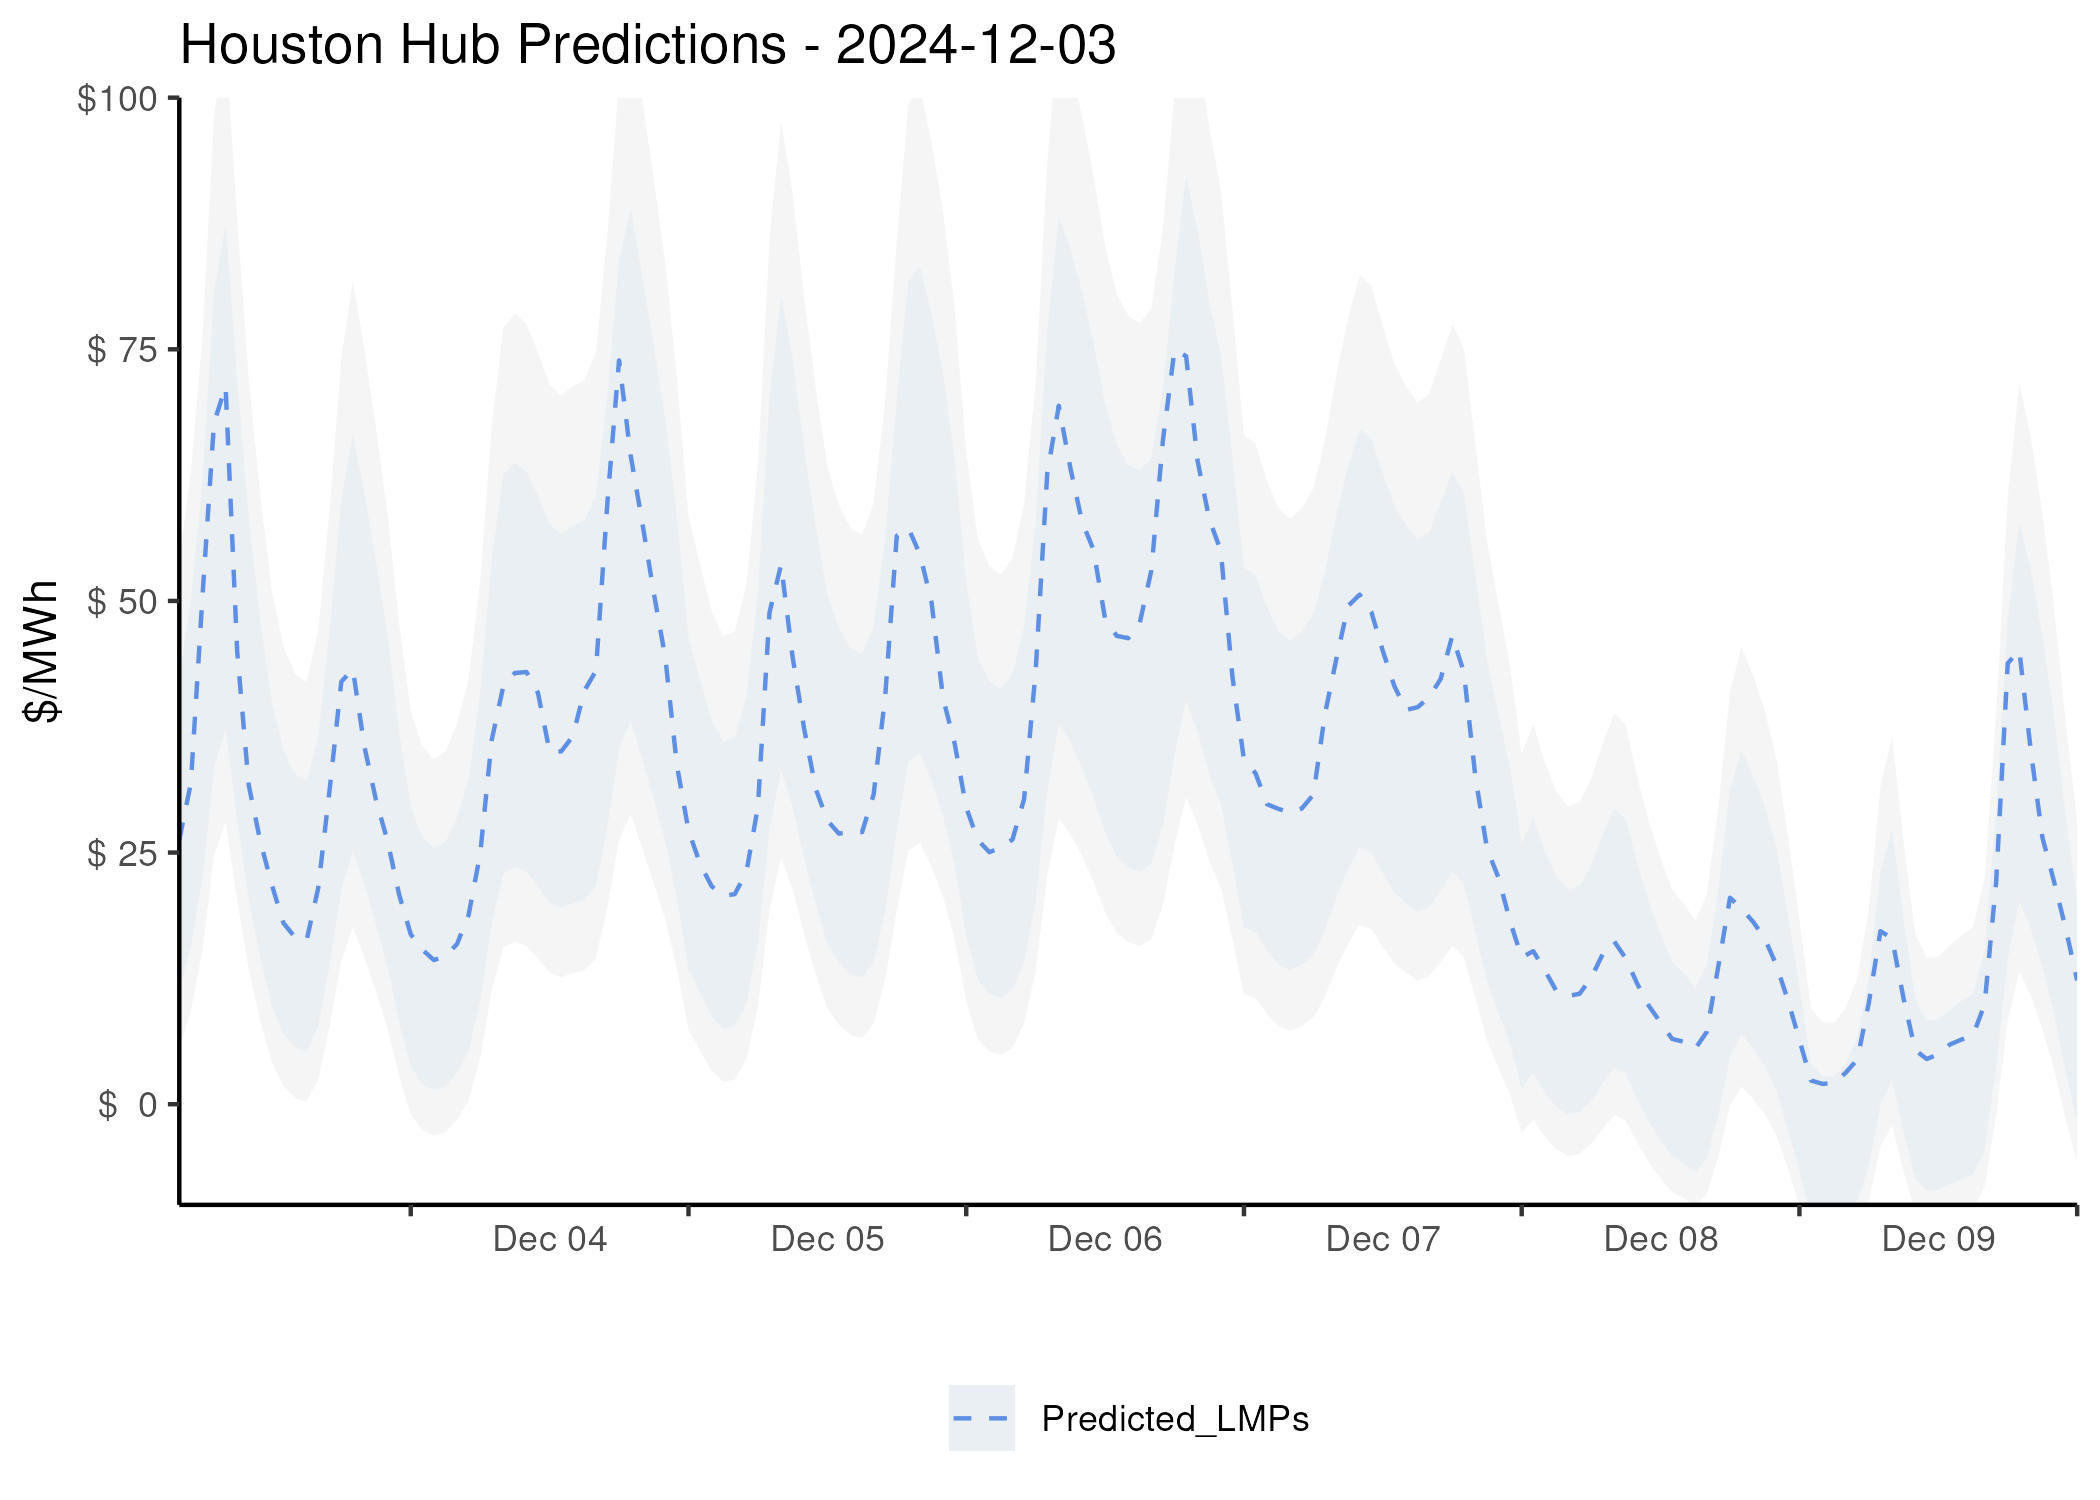 Houston Hub Predictions - 2024-12-03
$100
$ 75
$ 50
$ 25
$ 0
$/MWh
Dec 04 Dec 05 Dec 06 Dec 07 Dec 08 Dec 09
Predicted_LMPs